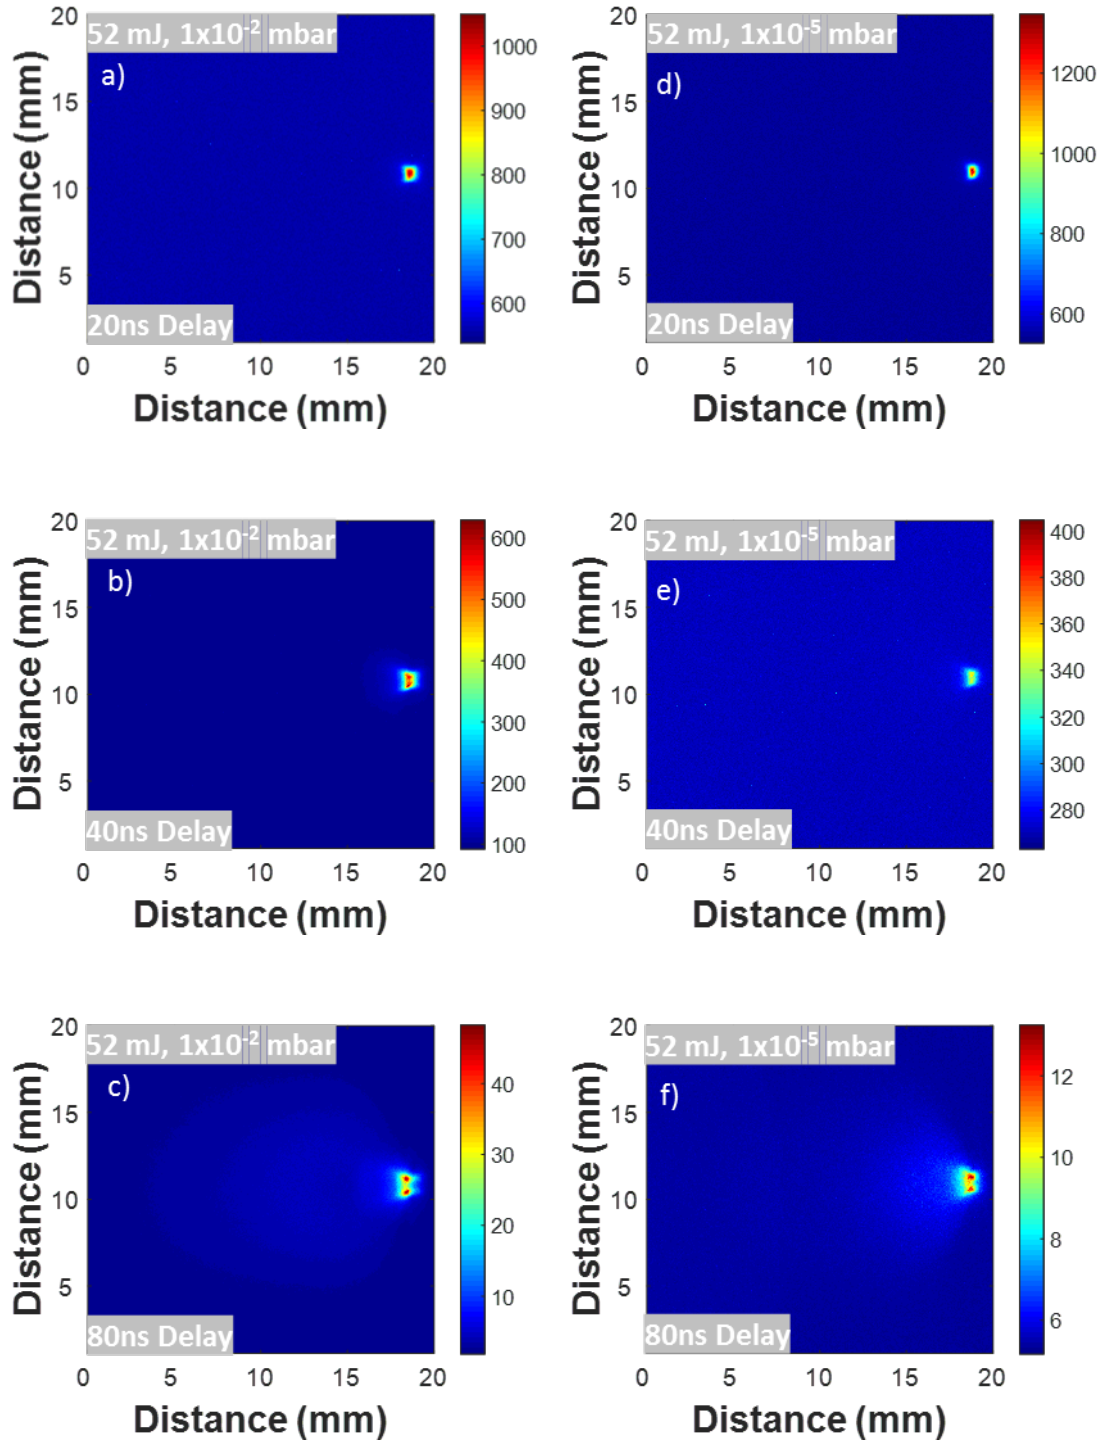 52 mJ, 1x10⁻² mbar
a)
20ns Delay
Distance (mm)
20
15
10
5
0 5 10 15 20
Distance (mm)
1000
900
800
700
600
52 mJ, 1x10⁻⁵ mbar
d)
20ns Delay
Distance (mm)
20
15
10
5
0 5 10 15 20
Distance (mm)
1200
1000
800
600
52 mJ, 1x10⁻² mbar
b)
40ns Delay
Distance (mm)
20
15
10
5
0 5 10 15 20
Distance (mm)
600
500
400
300
200
100
52 mJ, 1x10⁻⁵ mbar
e)
40ns Delay
Distance (mm)
20
15
10
5
0 5 10 15 20
Distance (mm)
400
380
360
340
320
300
280
52 mJ, 1x10⁻² mbar
c)
80ns Delay
Distance (mm)
20
15
10
5
0 5 10 15 20
Distance (mm)
40
30
20
10
52 mJ, 1x10⁻⁵ mbar
f)
80ns Delay
Distance (mm)
20
15
10
5
0 5 10 15 20
Distance (mm)
12
10
8
6